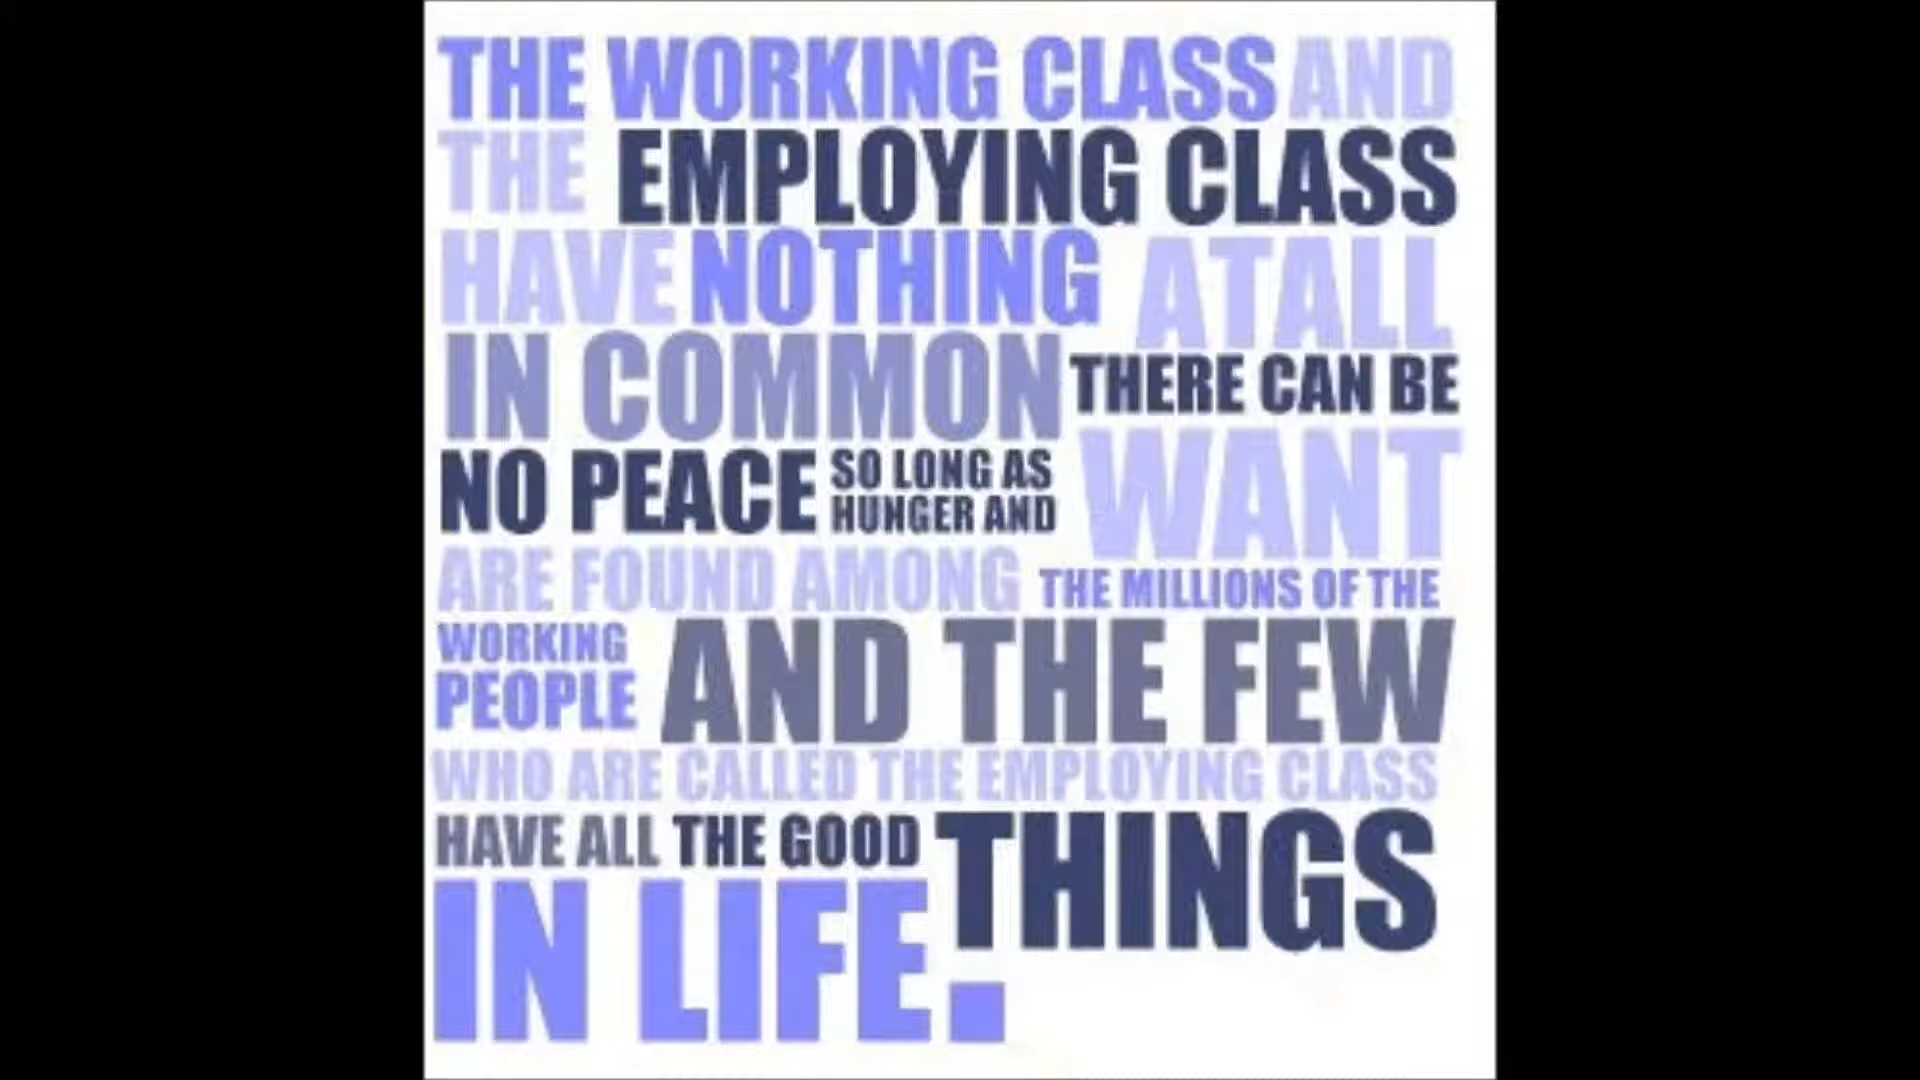 THE WORKING CLASS AND
THE EMPLOYING CLASS
HAVE NOTHING ATALL
IN COMMON THERE CAN BE
NO PEACE SO LONG AS
HUNGER AND WANT
ARE FOUND AMONG THE MILLIONS OF THE
WORKING
PEOPLE AND THE FEW
WHO ARE CALLED THE EMPLOYING CLASS
HAVE ALL THE GOOD THINGS
IN LIFE.